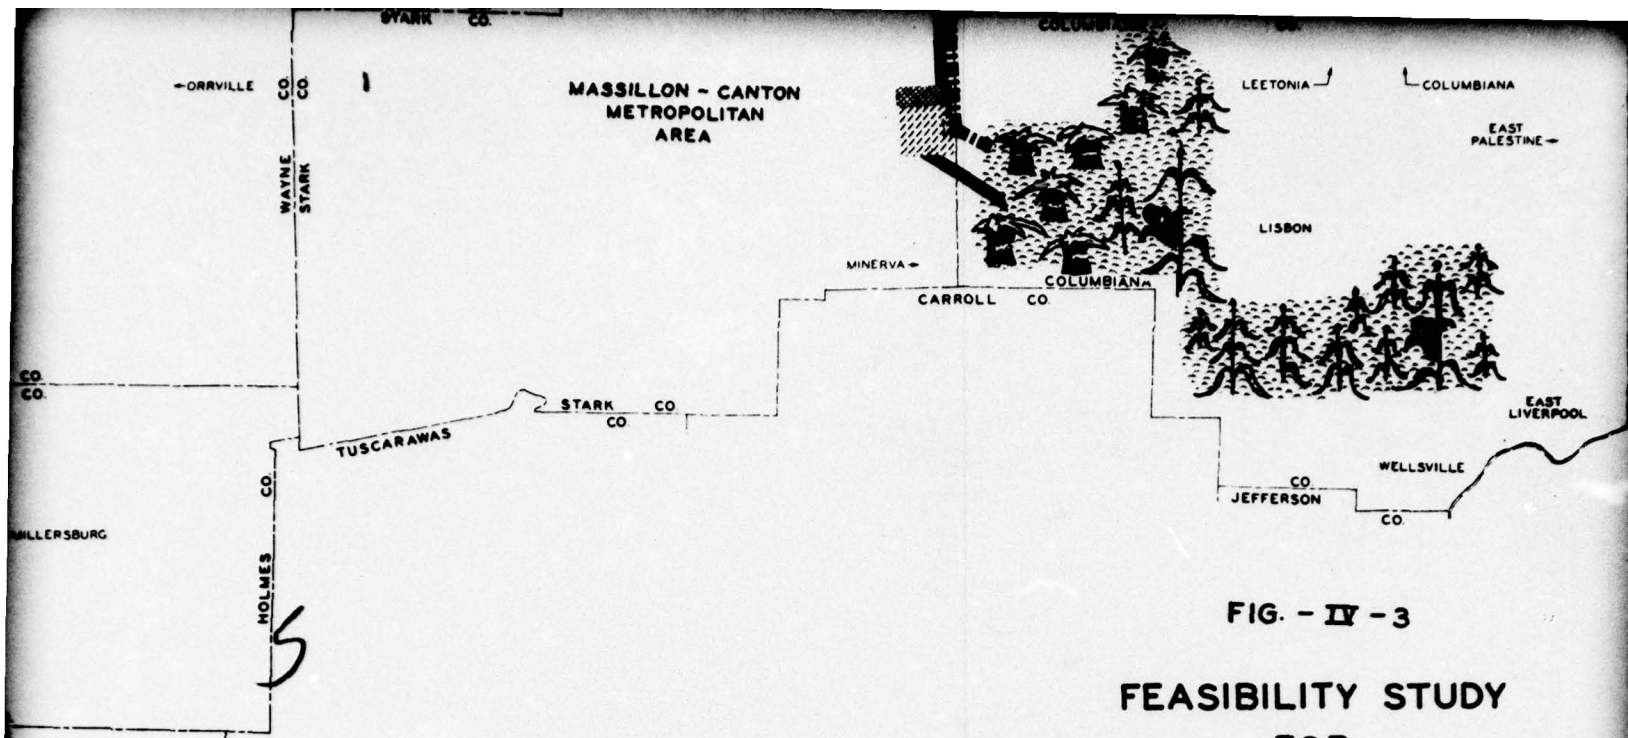 STARK CO.
COLUMBIANA CO.
←ORRVILLE
CO.
CO.
WAYNE
STARK
MASSILLON ~ CANTON
METROPOLITAN
AREA
LEETONIA
COLUMBIANA
EAST
PALESTINE→
LISBON
MINERVA→
COLUMBIANA
CARROLL CO.
CO.
CO.
STARK CO.
CO.
TUSCARAWAS
EAST
LIVERPOOL
WELLSVILLE
CO.
JEFFERSON
CO.
HOLMES CO.
MILLERSBURG
5
FIG. - IV - 3
FEASIBILITY STUDY